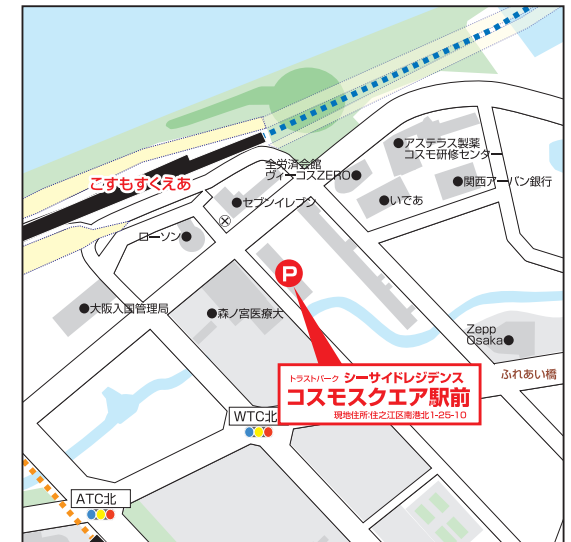 アステラス製薬
コスモ研修センター
全労済会館
ヴィーコスZERO
関西アーバン銀行
こすもすくえあ
セブンイレブン
いであ
ローソン
P
大阪入国管理局
森ノ宮医療大
Zepp
Osaka
トラストパーク シーサイドレジデンス
コスモスクエア駅前
現地住所:住之江区南港北1-25-10
ふれあい橋
WTC北
ATC北